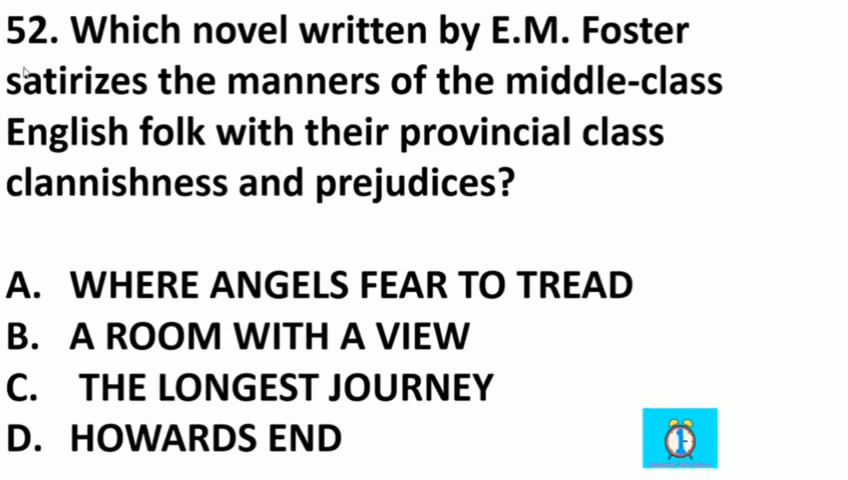 52. Which novel written by E.M. Foster
satirizes the manners of the middle-class
English folk with their provincial class
clannishness and prejudices?
A. WHERE ANGELS FEAR TO TREAD
B. A ROOM WITH A VIEW
C. THE LONGEST JOURNEY
D. HOWARDS END
1